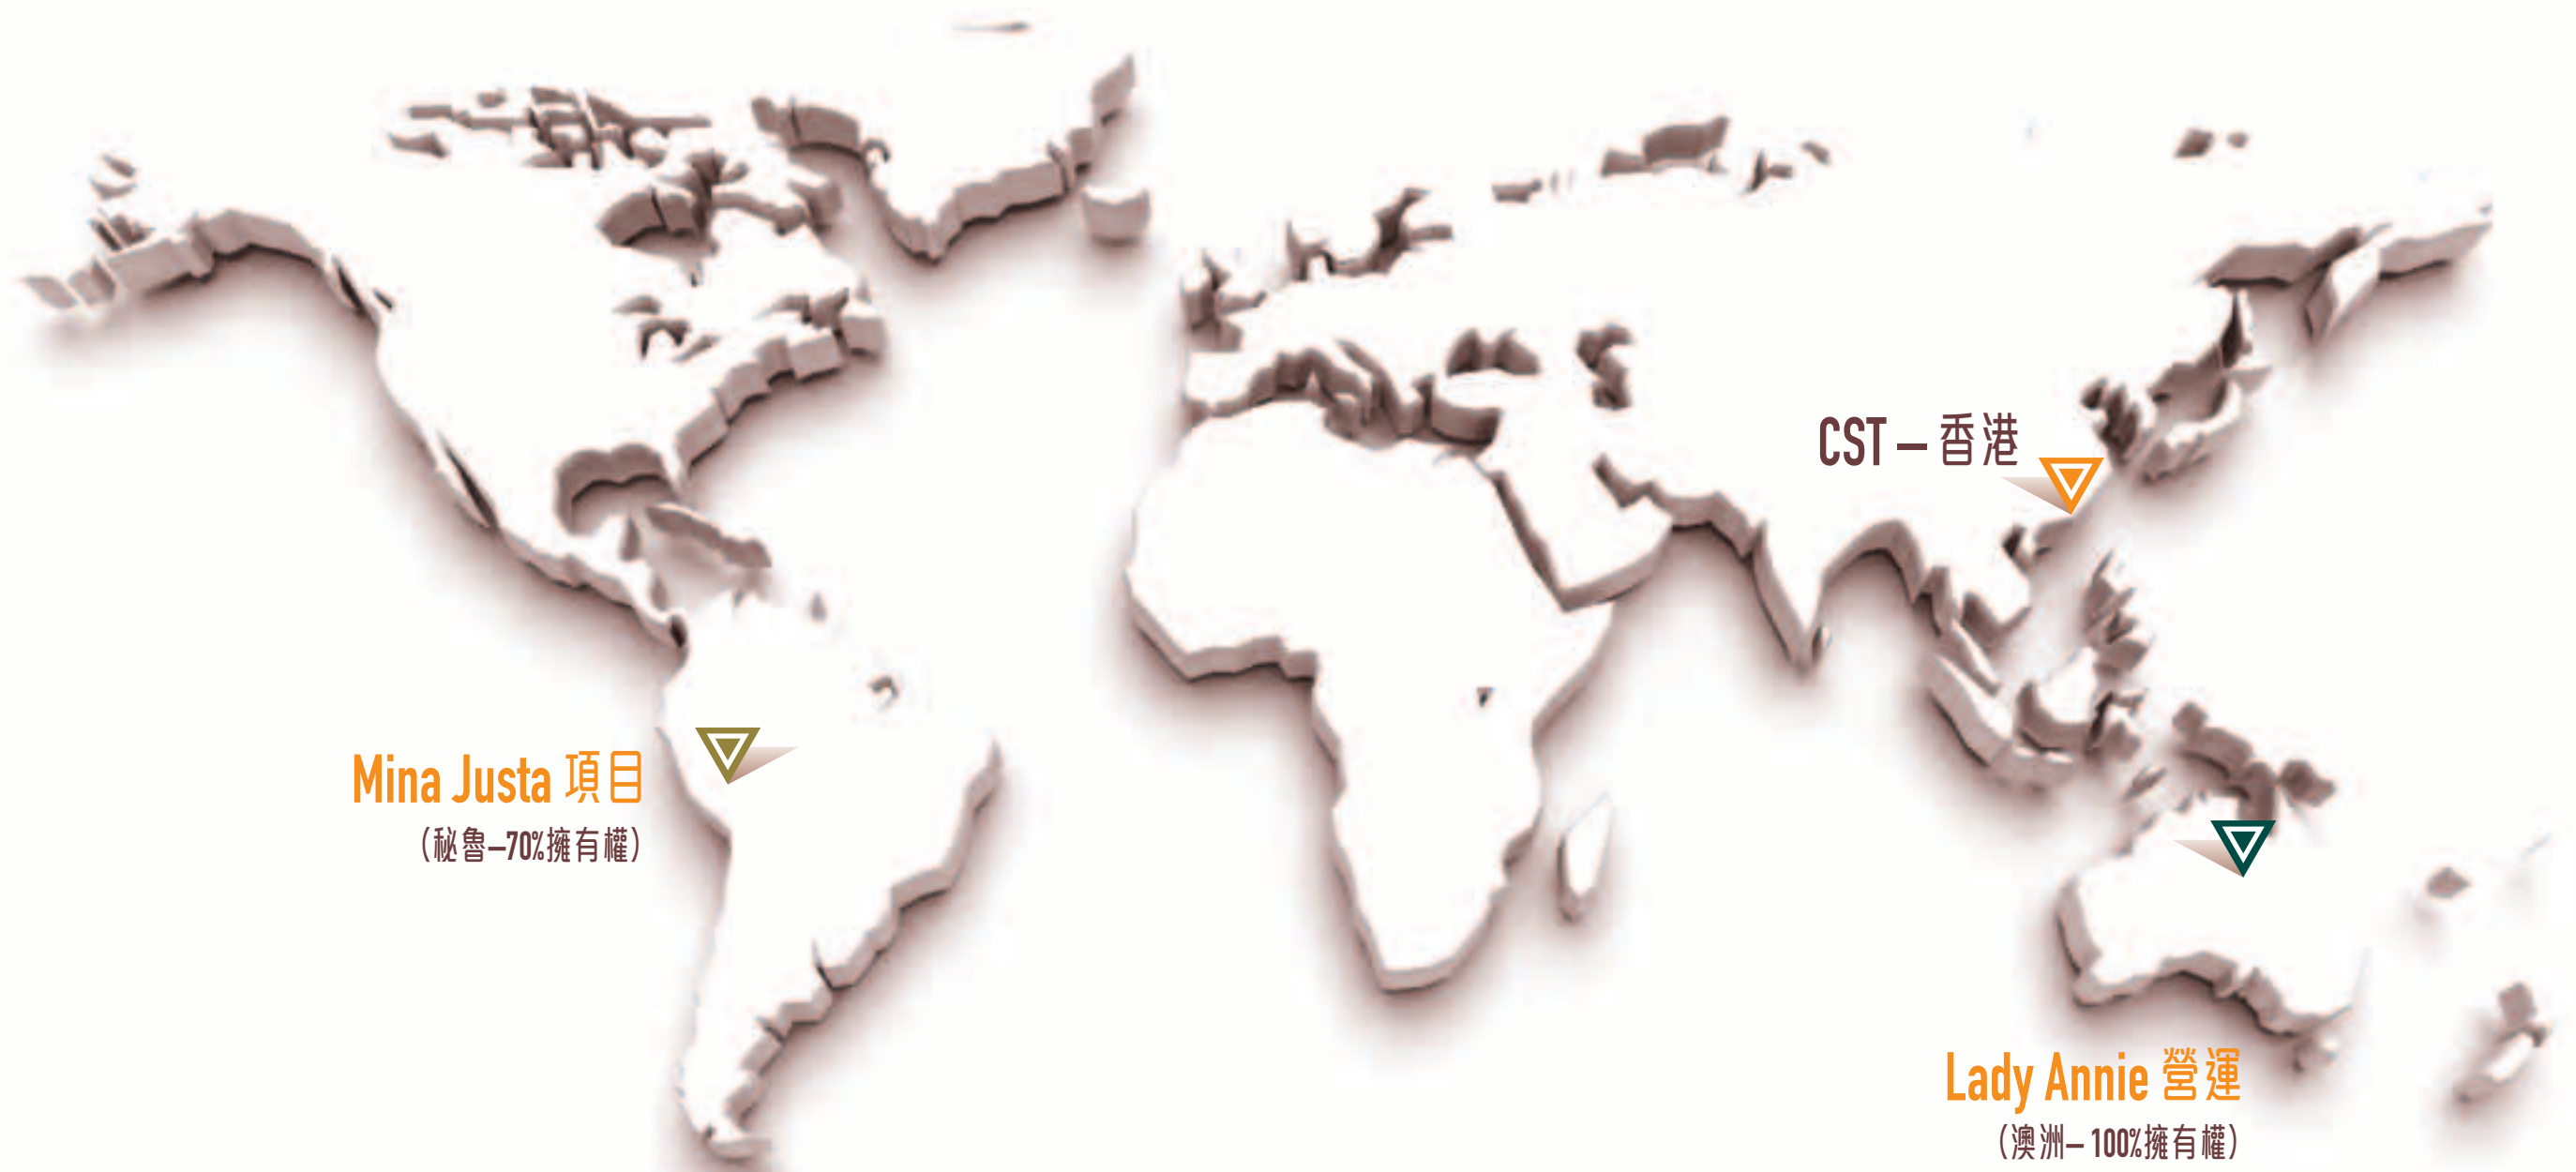 CST – 香港
Mina Justa 項目
(秘魯–70%擁有權)
Lady Annie 營運
(澳洲– 100%擁有權)